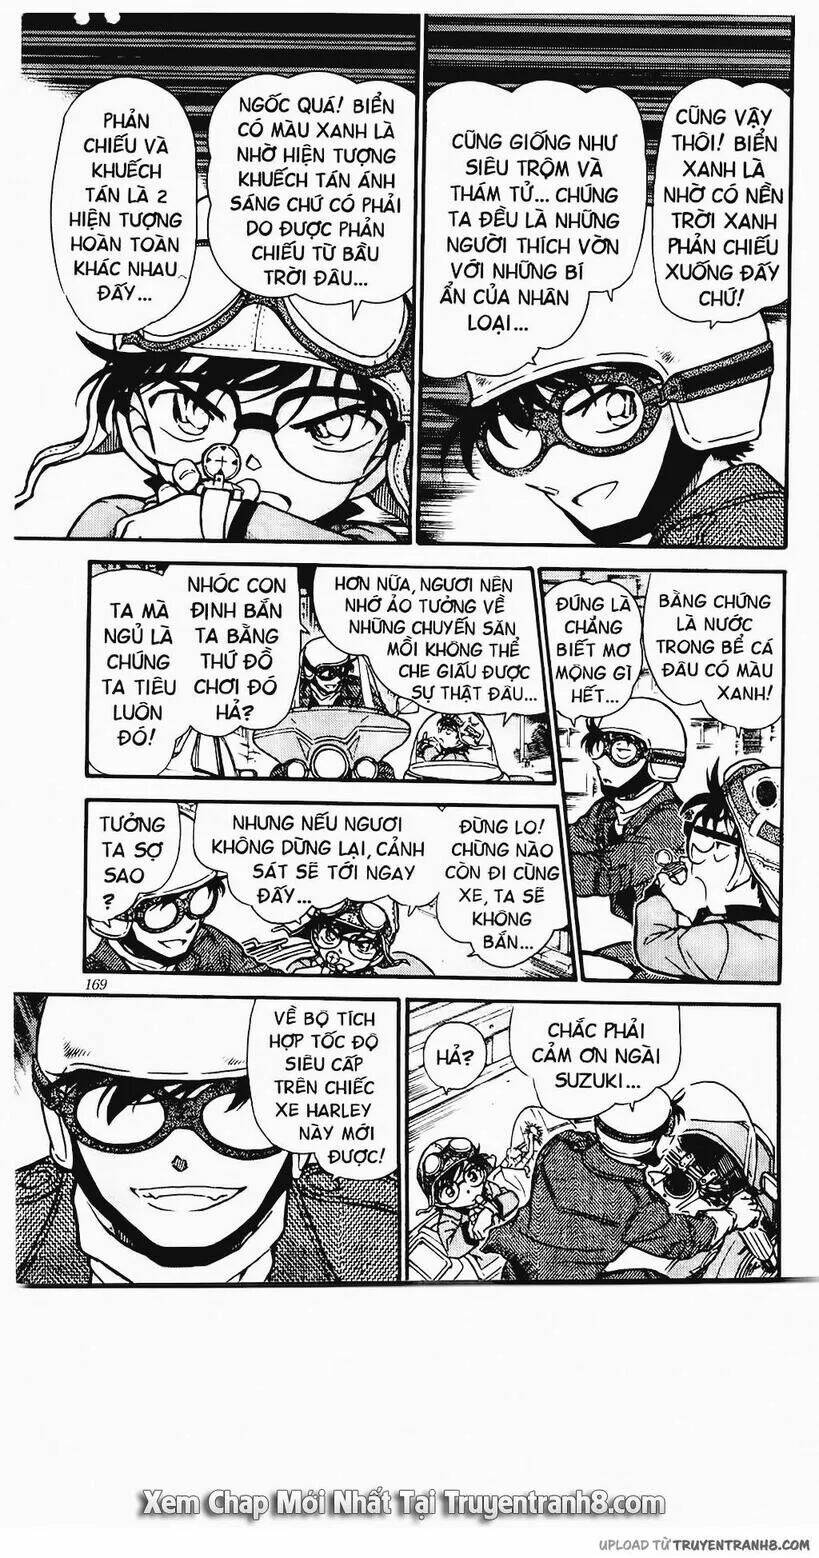 CŨNG VẬY
THÔI! BIỂN
XANH LÀ
NHỜ CÓ NỀN
TRỜI XANH
PHẢN CHIẾU
XUỐNG ĐẤY
CHỨ!
CŨNG GIỐNG NHƯ
SIÊU TRỘM VÀ
THÁM TỬ... CHÚNG
TA ĐỀU LÀ NHỮNG
NGƯỜI THÍCH VỜN
VỚI NHỮNG BÍ
ẨN CỦA NHÂN
LOẠI...
NGỐC QUÁ! BIỂN
CÓ MÀU XANH LÀ
NHỜ HIỆN TƯỢNG
KHUẾCH TÁN ÁNH
SÁNG CHỨ CÓ PHẢI
DO ĐƯỢC PHẢN
CHIẾU TỪ BẦU
TRỜI ĐÂU...
PHẢN
CHIẾU VÀ
KHUẾCH
TÁN LÀ 2
HIỆN TƯỢNG
HOÀN TOÀN
KHÁC NHAU
ĐẤY...
BẰNG CHỨNG
LÀ NƯỚC
TRONG BỂ CÁ
ĐÂU CÓ MÀU
XANH!
ĐÚNG LÀ
CHẲNG
BIẾT MƠ
MỘNG GÌ
HẾT...
HƠN NỮA, NGƯƠI NÊN
NHỚ ẢO TƯỞNG VỀ
NHỮNG CHUYẾN SĂN
MỒI KHÔNG THỂ
CHE GIẤU ĐƯỢC
SỰ THẬT ĐÂU...
NHÓC CON
ĐỊNH BẮN
TA BẰNG
THỨ ĐỒ
CHƠI ĐÓ
HẢ?
TA MÀ
NGỦ LÀ
CHÚNG
TA TIÊU
LUÔN
ĐÓ!
ĐỪNG LO!
CHỪNG NÀO
CÒN ĐI CÙNG
XE, TA SẼ
KHÔNG
BẮN...
NHƯNG NẾU NGƯƠI
KHÔNG DỪNG LẠI, CẢNH
SÁT SẼ TỚI NGAY
ĐẤY...
TƯỞNG
TA SỢ
SAO
?
169
CHẮC PHẢI
CẢM ƠN NGÀI
SUZUKI...
HẢ?
VỀ BỘ TÍCH
HỢP TỐC ĐỘ
SIÊU CẤP
TRÊN CHIẾC
XE HARLEY
NÀY MỚI
ĐƯỢC!
Xem Chap Mới Nhất Tại Truyentranh8.com
UPLOAD TỪ TRUYENTRANH8.COM